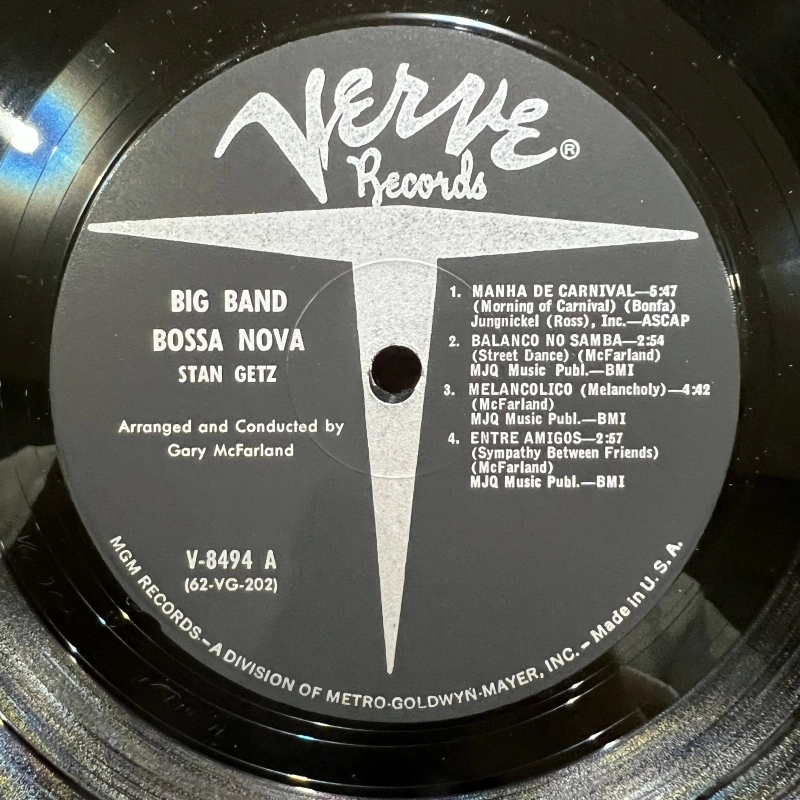 Verve®
Records
BIG BAND
BOSSA NOVA
STAN GETZ
Arranged and Conducted by
Gary McFarland
V-8494 A
(62-VG-202)
1. MANHA DE CARNIVAL—5:47
(Morning of Carnival) (Bonfa)
Jungnickel (Ross), Inc.—ASCAP
2. BALANCO NO SAMBA—2:54
(Street Dance) (McFarland)
MJQ Music Publ.—BMI
3. MELANCOLICO (Melancholy)—4:42
(McFarland)
MJQ Music Publ.—BMI
4. ENTRE AMIGOS—2:57
(Sympathy Between Friends)
(McFarland)
MJQ Music Publ.—BMI
MGM RECORDS.–A DIVISION OF METRO-GOLDWYN-MAYER, INC. – Made in U.S.A.